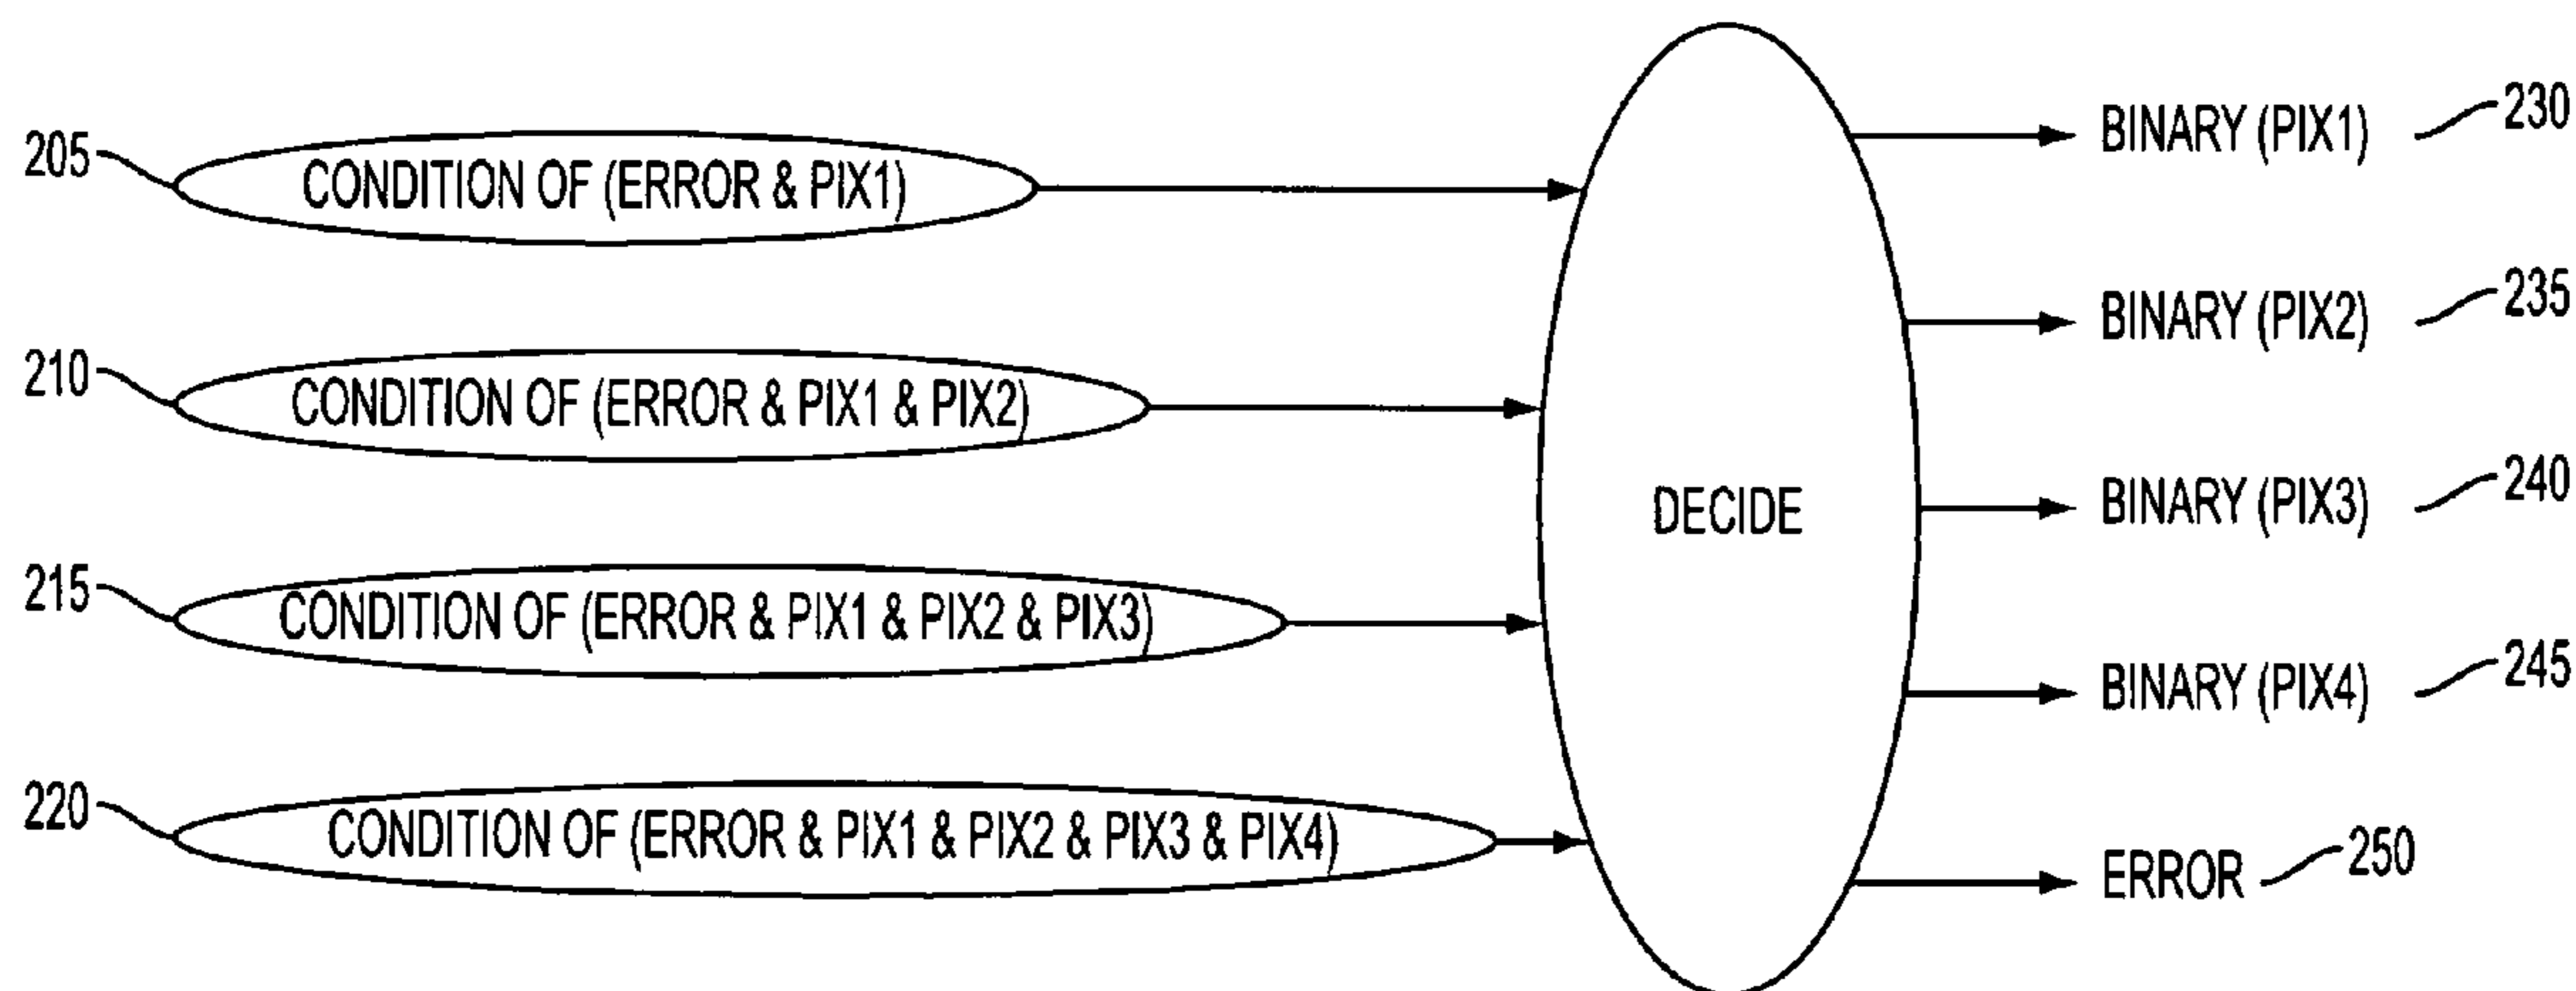 205
CONDITION OF (ERROR & PIX1)
210
CONDITION OF (ERROR & PIX1 & PIX2)
215
CONDITION OF (ERROR & PIX1 & PIX2 & PIX3)
220
CONDITION OF (ERROR & PIX1 & PIX2 & PIX3 & PIX4)
DECIDE
BINARY (PIX1)
230
BINARY (PIX2)
235
BINARY (PIX3)
240
BINARY (PIX4)
245
ERROR
250